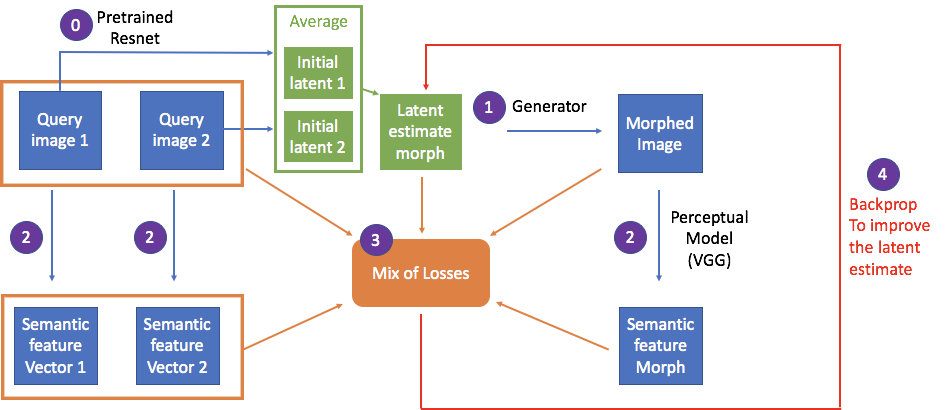 0
Pretrained
Resnet
Average
Initial
latent 1
Initial
latent 2
Query
image 1
Query
image 2
Latent
estimate
morph
1
Generator
Morphed
Image
4
Backprop
To improve
the latent
estimate
2
2
3
Mix of Losses
2
Perceptual
Model
(VGG)
Semantic
feature
Vector 1
Semantic
feature
Vector 2
Semantic
feature
Morph